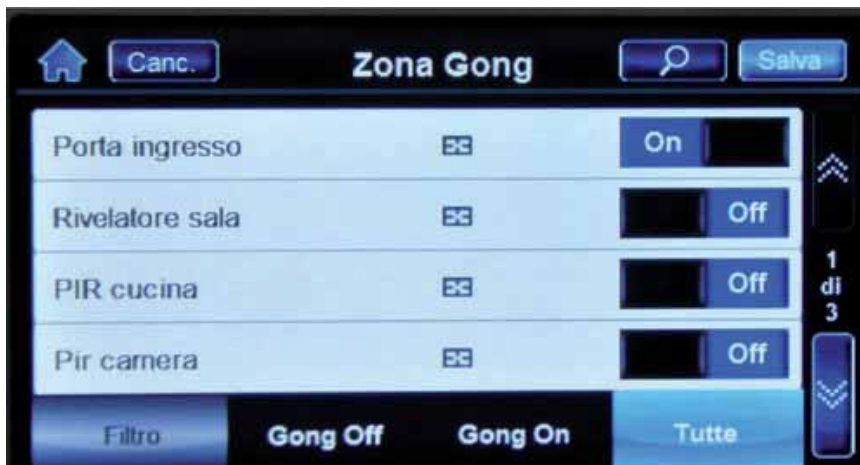 Canc. Zona Gong Salva
Porta ingresso On
Rivelatore sala Off
PIR cucina Off
Pir camera Off
1
di
3
Filtro Gong Off Gong On Tutte